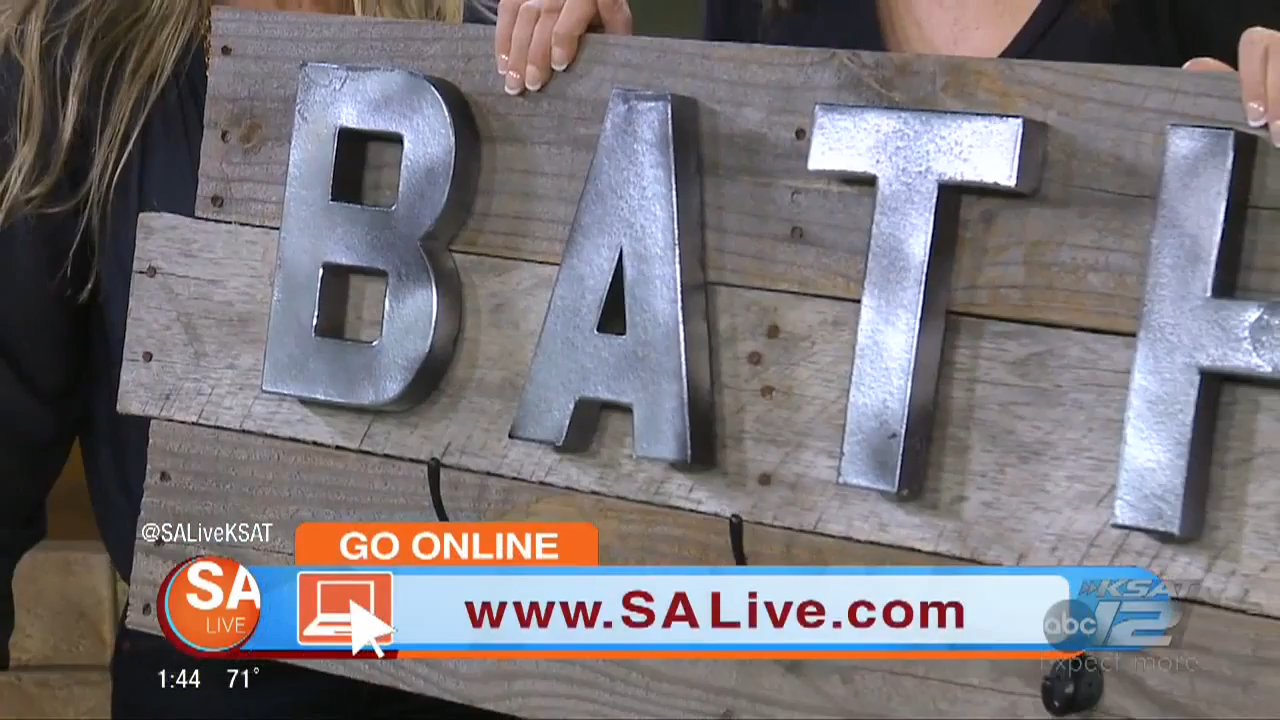 BATH
@SALiveKSAT
GO ONLINE
SA
LIVE
www.SALive.com
KSAT
abc 12
Expect more
1:44 71°